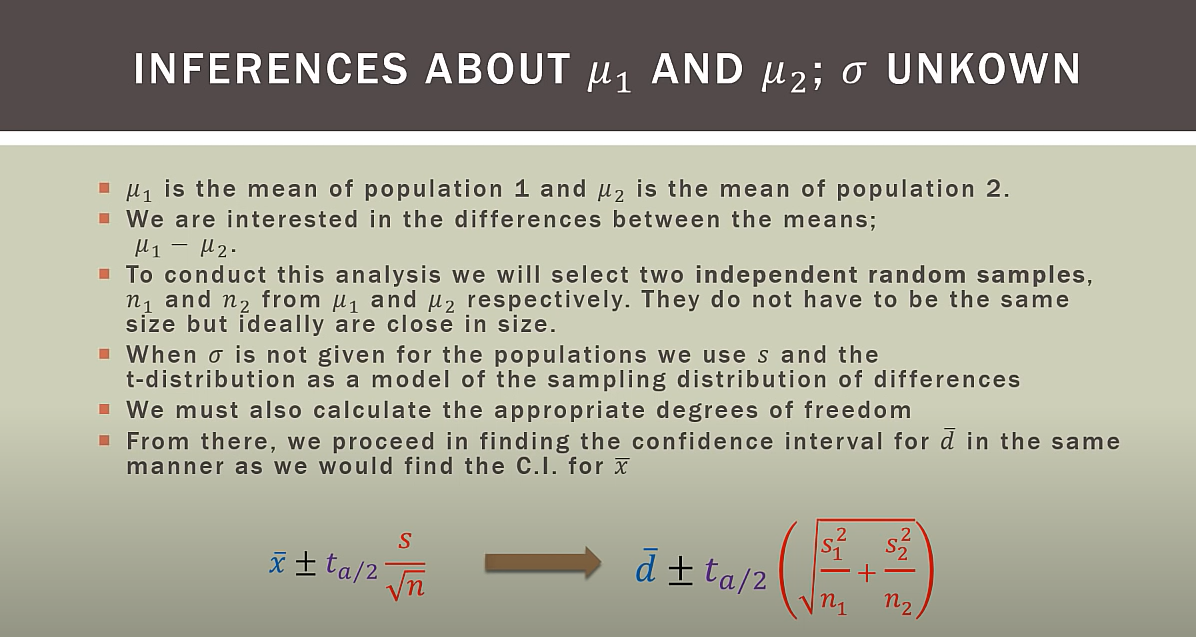 INFERENCES ABOUT μ₁ AND μ₂; σ UNKOWN
μ₁ is the mean of population 1 and μ₂ is the mean of population 2.
We are interested in the differences between the means;
μ₁ − μ₂.
To conduct this analysis we will select two independent random samples,
n₁ and n₂ from μ₁ and μ₂ respectively. They do not have to be the same
size but ideally are close in size.
When σ is not given for the populations we use s and the
t-distribution as a model of the sampling distribution of differences
We must also calculate the appropriate degrees of freedom
From there, we proceed in finding the confidence interval for d̄ in the same
manner as we would find the C.I. for x̄
x̄ ± t_{a/2} s/√n
d̄ ± t_{a/2} (√(s₁²/n₁ + s₂²/n₂))